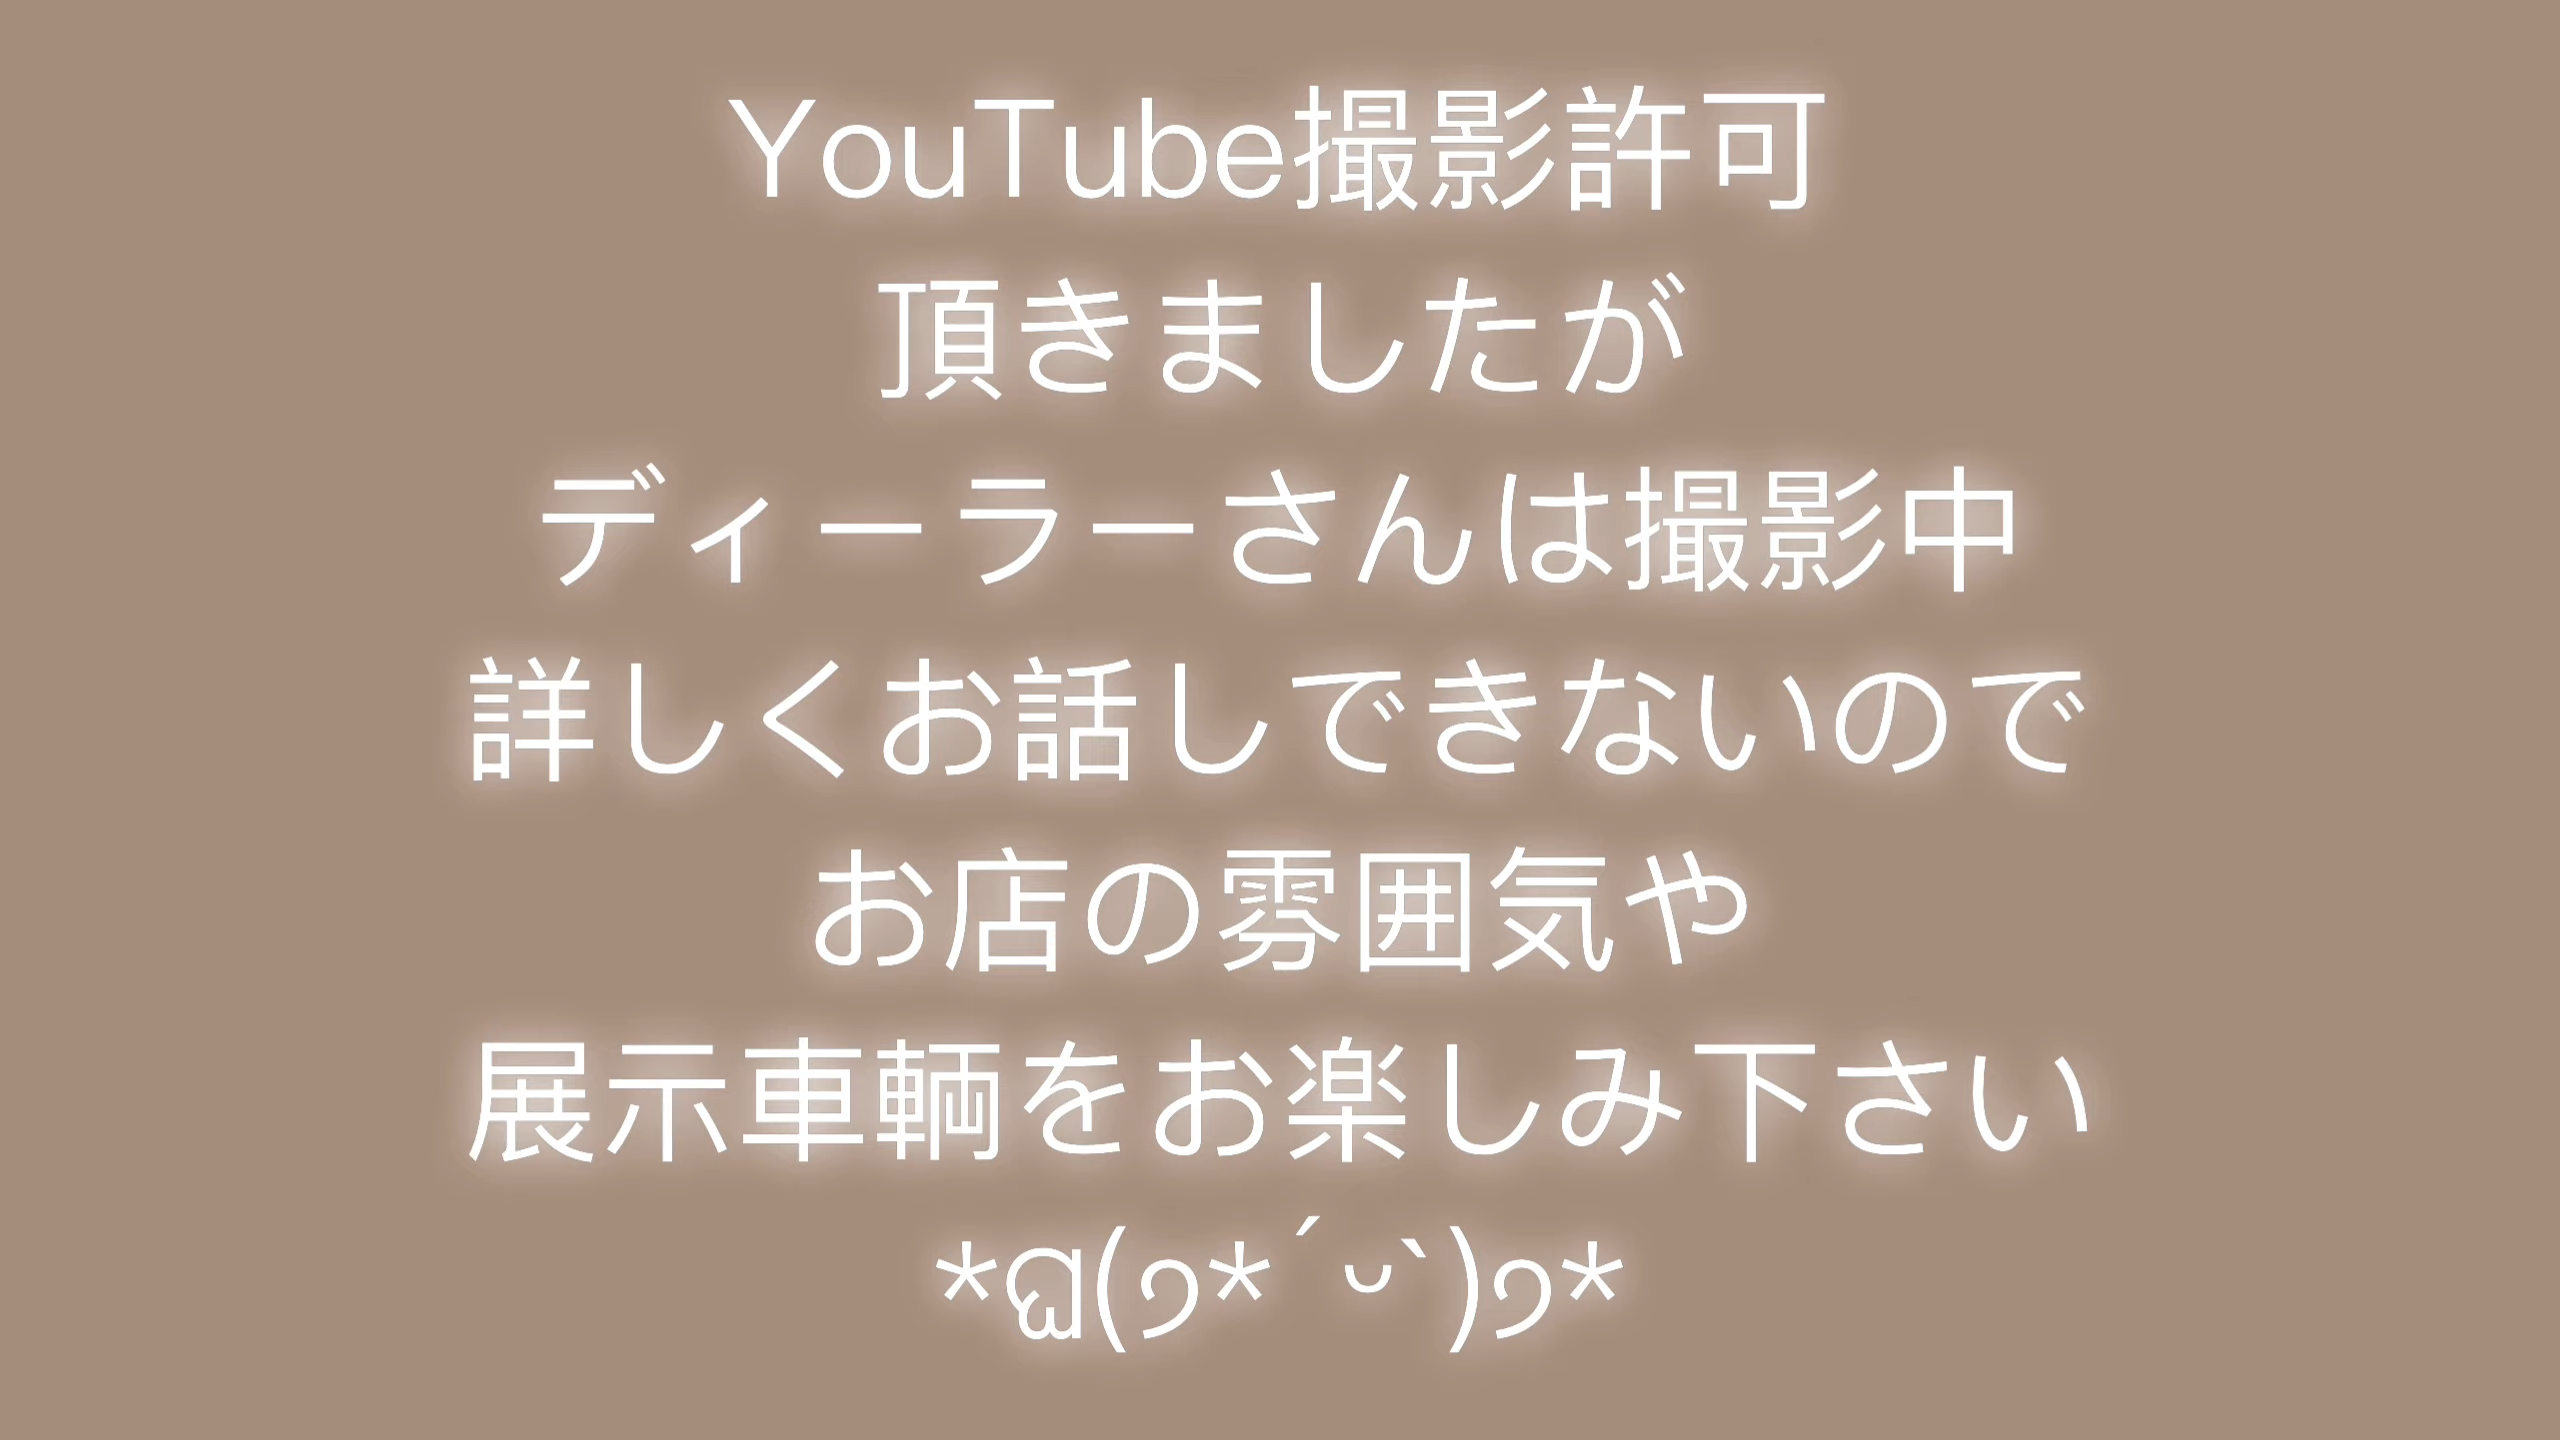 YouTube撮影許可
頂きましたが
ディーラーさんは撮影中
詳しくお話しできないので
お店の雰囲気や
展示車輌をお楽しみ下さい
*ଘ(੭*ˊᵕˋ)੭*